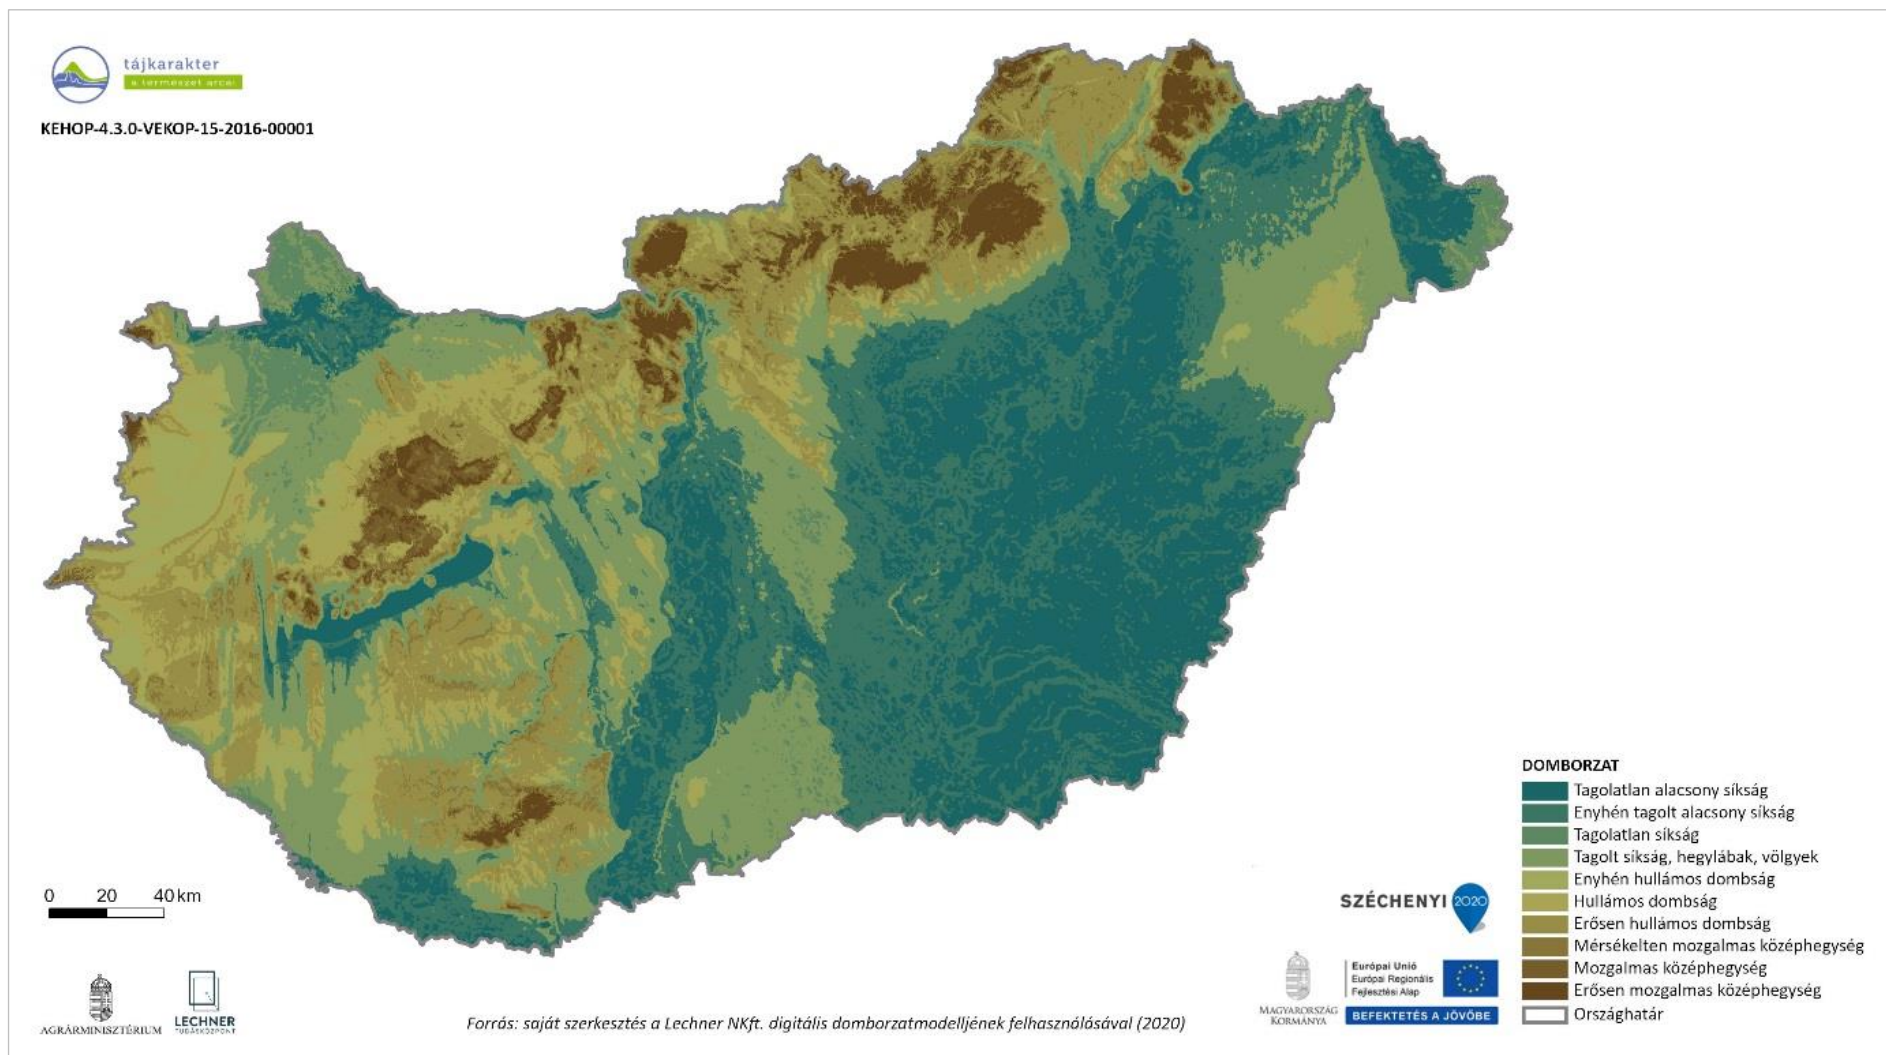 tájkarakter
a természet arcai
KEHOP-4.3.0-VEKOP-15-2016-00001
DOMBORZAT
Tagolatlan alacsony síkság
Enyhén tagolt alacsony síkság
Tagolatlan síkság
Tagolt síkság, hegylábak, völgyek
Enyhén hullámos dombság
Hullámos dombság
Erősen hullámos dombság
Mérsékelten mozgalmas középhegység
Mozgalmas középhegység
Erősen mozgalmas középhegység
Országhatár
0 20 40 km
SZÉCHENYI 2020
Európai Unió
Európai Regionális
Fejlesztési Alap
MAGYARORSZÁG
KORMÁNYA
BEFEKTETÉS A JÖVŐBE
AGRÁRMINISZTÉRIUM
LECHNER
TUDÁSKÖZPONT
Forrás: saját szerkesztés a Lechner NKft. digitális domborzatmodelljének felhasználásával (2020)